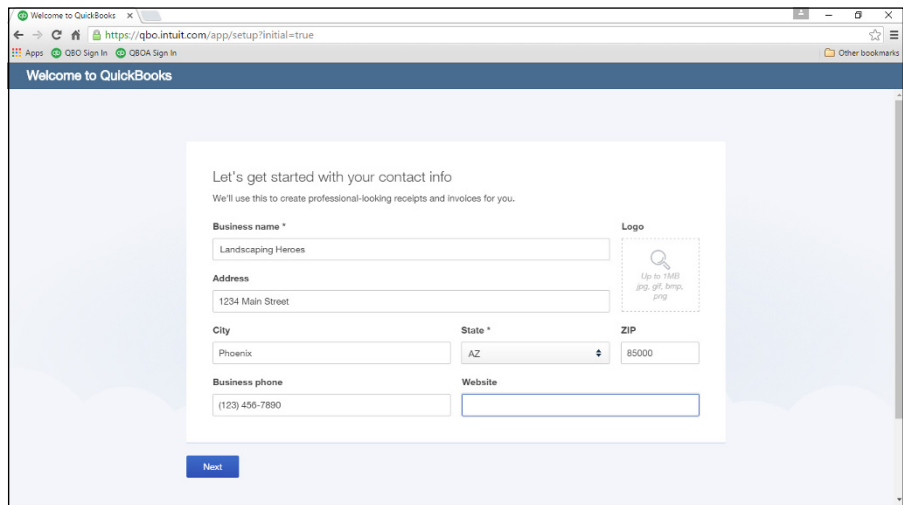 Welcome to QuickBooks
https://qbo.intuit.com/app/setup?initial=true
Apps QBO Sign In QBOA Sign In Other bookmarks
Welcome to QuickBooks
Let's get started with your contact info
We'll use this to create professional-looking receipts and invoices for you.
Business name * Logo
Landscaping Heroes
Up to 1MB
jpg, gif, bmp,
png
Address
1234 Main Street
City State * ZIP
Phoenix AZ 85000
Business phone Website
(123) 456-7890
Next